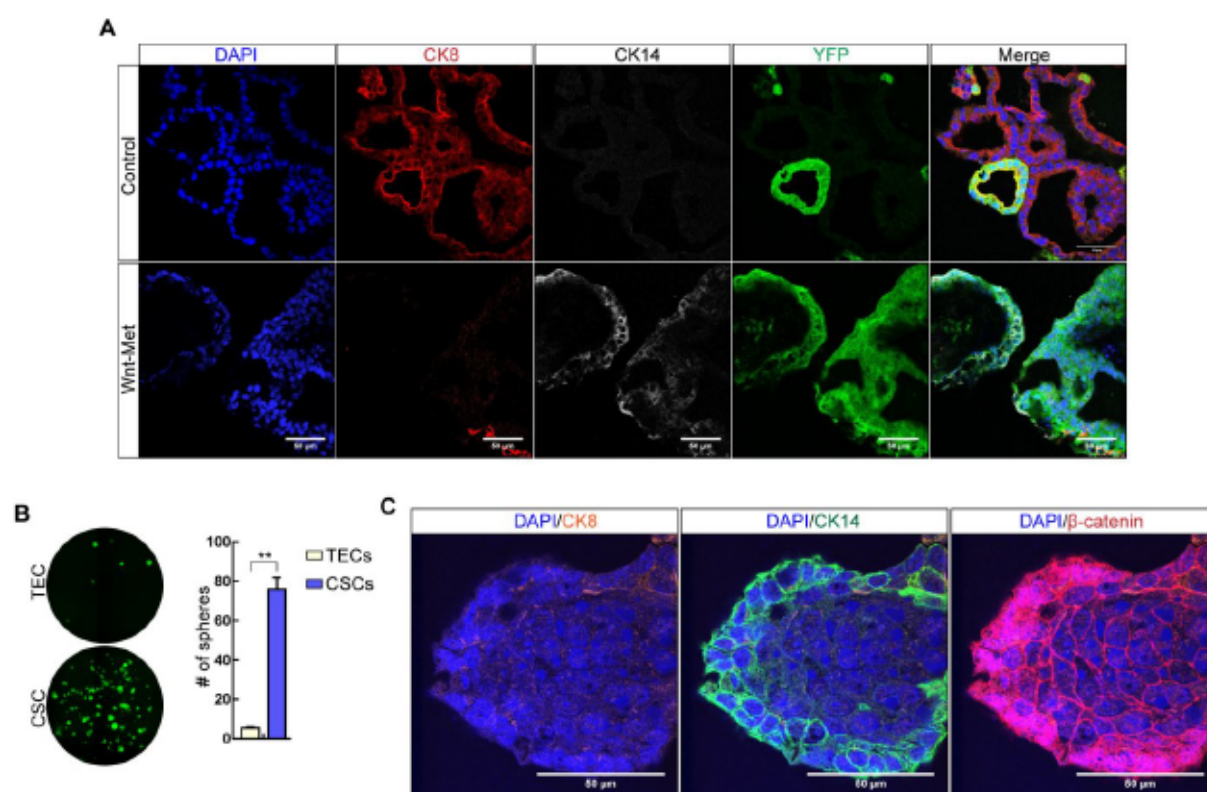 A
DAPI CK8 CK14 YFP Merge
Control
Wnt-Met
50 µm 50 µm 50 µm 50 µm 50 µm
B
TEC
CSC
# of spheres
100
80
60
40
20
0
**
TECs
CSCs
C
DAPI/CK8 DAPI/CK14 DAPI/β-catenin
50 µm 50 µm 50 µm